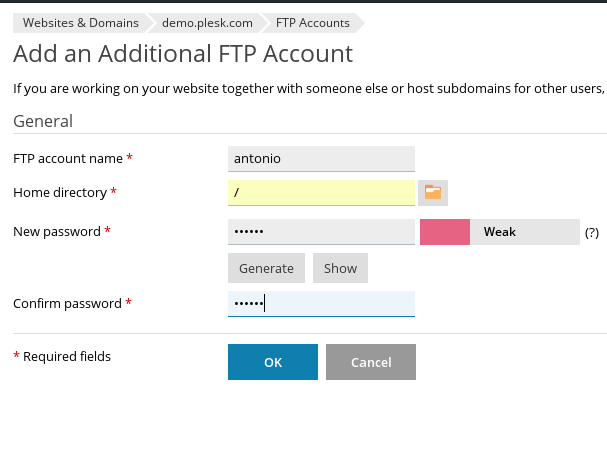 Websites & Domains demo.plesk.com FTP Accounts
Add an Additional FTP Account
If you are working on your website together with someone else or host subdomains for other users,
General
FTP account name * antonio
Home directory * /
New password * •••••• Weak (?)
Generate Show
Confirm password * ••••••
* Required fields OK Cancel